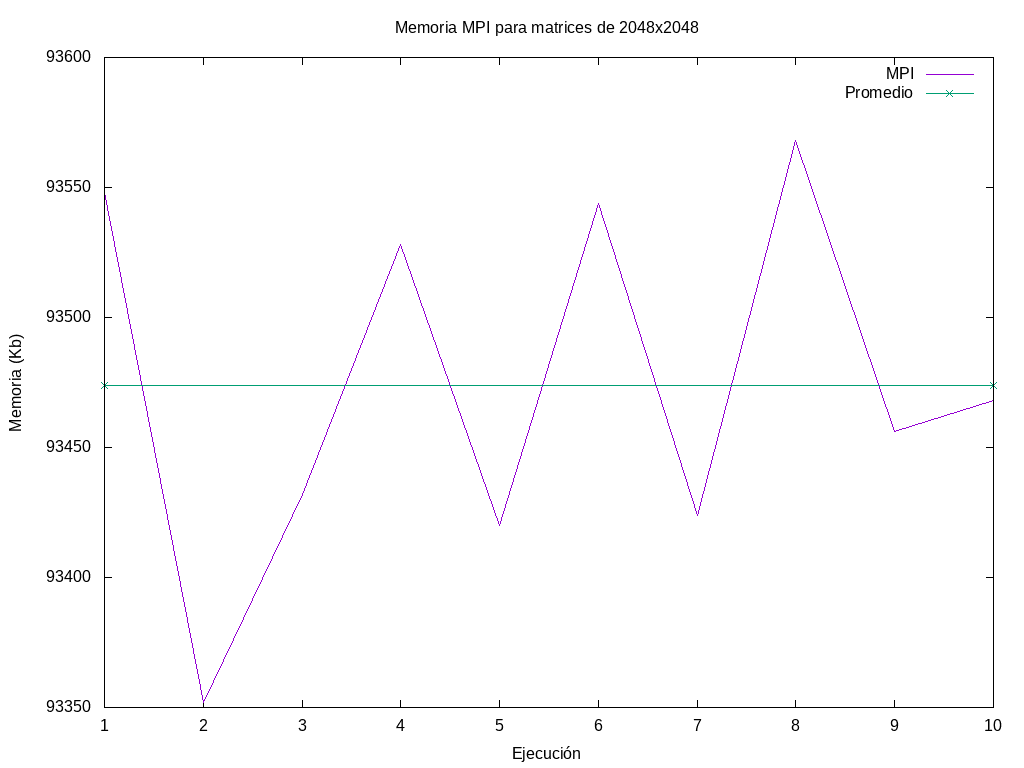 Memoria MPI para matrices de 2048x2048
93600
93550
93500
93450
93400
93350
Memoria (Kb)
MPI
Promedio
1 2 3 4 5 6 7 8 9 10
Ejecución